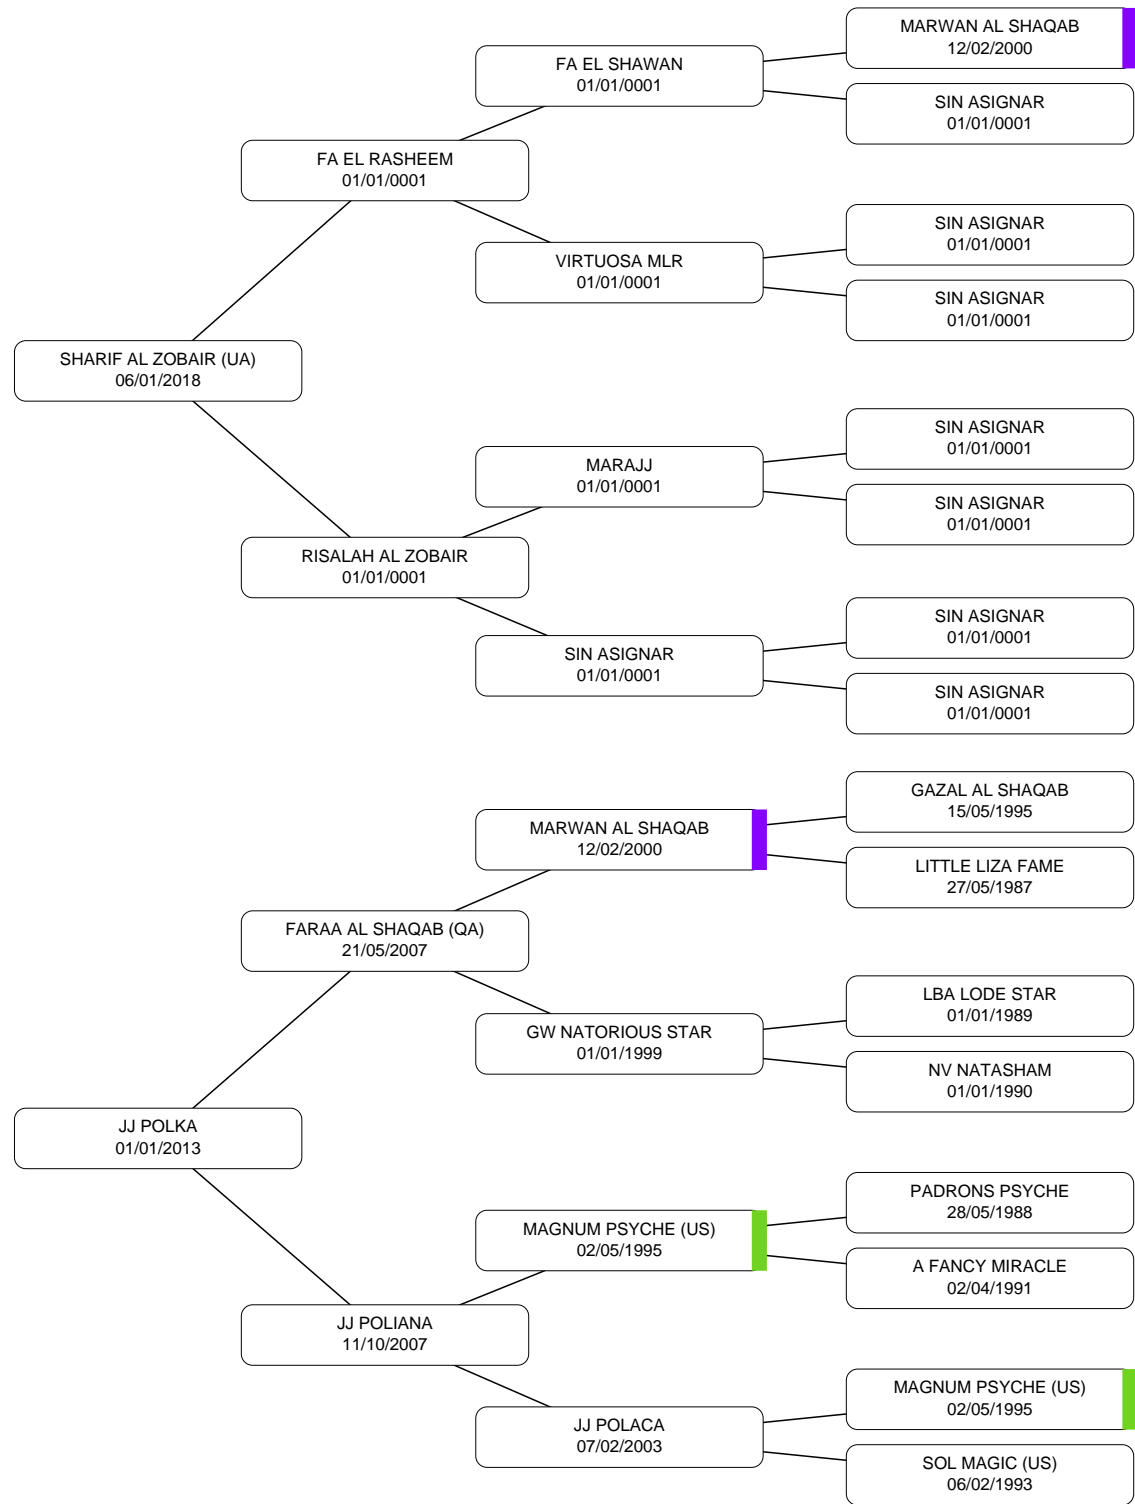 MARWAN AL SHAQAB
12/02/2000
FA EL SHAWAN
01/01/0001
SIN ASIGNAR
01/01/0001
FA EL RASHEEM
01/01/0001
SIN ASIGNAR
01/01/0001
VIRTUOSA MLR
01/01/0001
SIN ASIGNAR
01/01/0001
SHARIF AL ZOBAIR (UA)
06/01/2018
SIN ASIGNAR
01/01/0001
MARAJJ
01/01/0001
SIN ASIGNAR
01/01/0001
RISALAH AL ZOBAIR
01/01/0001
SIN ASIGNAR
01/01/0001
SIN ASIGNAR
01/01/0001
SIN ASIGNAR
01/01/0001
GAZAL AL SHAQAB
15/05/1995
MARWAN AL SHAQAB
12/02/2000
LITTLE LIZA FAME
27/05/1987
FARAA AL SHAQAB (QA)
21/05/2007
LBA LODE STAR
01/01/1989
GW NATORIOUS STAR
01/01/1999
NV NATASHAM
01/01/1990
JJ POLKA
01/01/2013
PADRONS PSYCHE
28/05/1988
MAGNUM PSYCHE (US)
02/05/1995
A FANCY MIRACLE
02/04/1991
JJ POLIANA
11/10/2007
MAGNUM PSYCHE (US)
02/05/1995
JJ POLACA
07/02/2003
SOL MAGIC (US)
06/02/1993